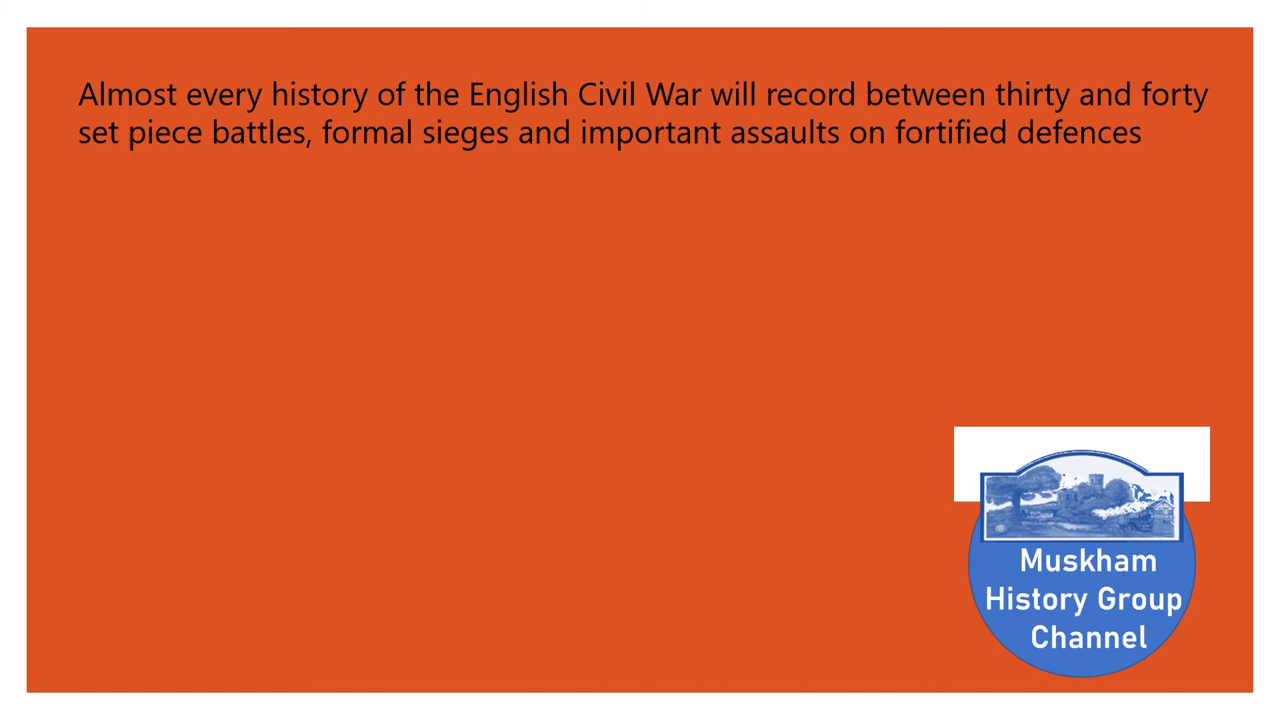 Almost every history of the English Civil War will record between thirty and forty
set piece battles, formal sieges and important assaults on fortified defences
Muskham
History Group
Channel